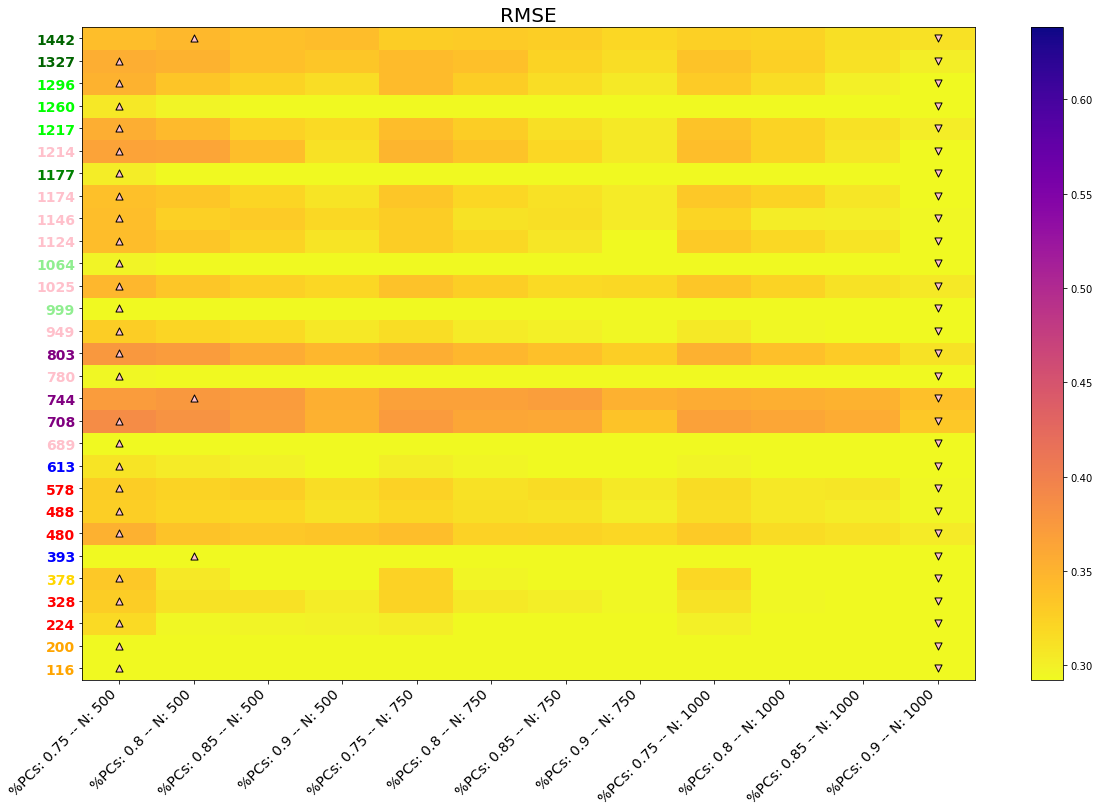 RMSE
1442
1327
1296
1260
1217
1214
1177
1174
1146
1124
1064
1025
999
949
803
780
744
708
689
613
578
488
480
393
378
328
224
200
116
%PCs: 0.75 -- N: 500
%PCs: 0.8 -- N: 500
%PCs: 0.85 -- N: 500
%PCs: 0.9 -- N: 500
%PCs: 0.75 -- N: 750
%PCs: 0.8 -- N: 750
%PCs: 0.85 -- N: 750
%PCs: 0.9 -- N: 750
%PCs: 0.75 -- N: 1000
%PCs: 0.8 -- N: 1000
%PCs: 0.85 -- N: 1000
%PCs: 0.9 -- N: 1000
0.60
0.55
0.50
0.45
0.40
0.35
0.30